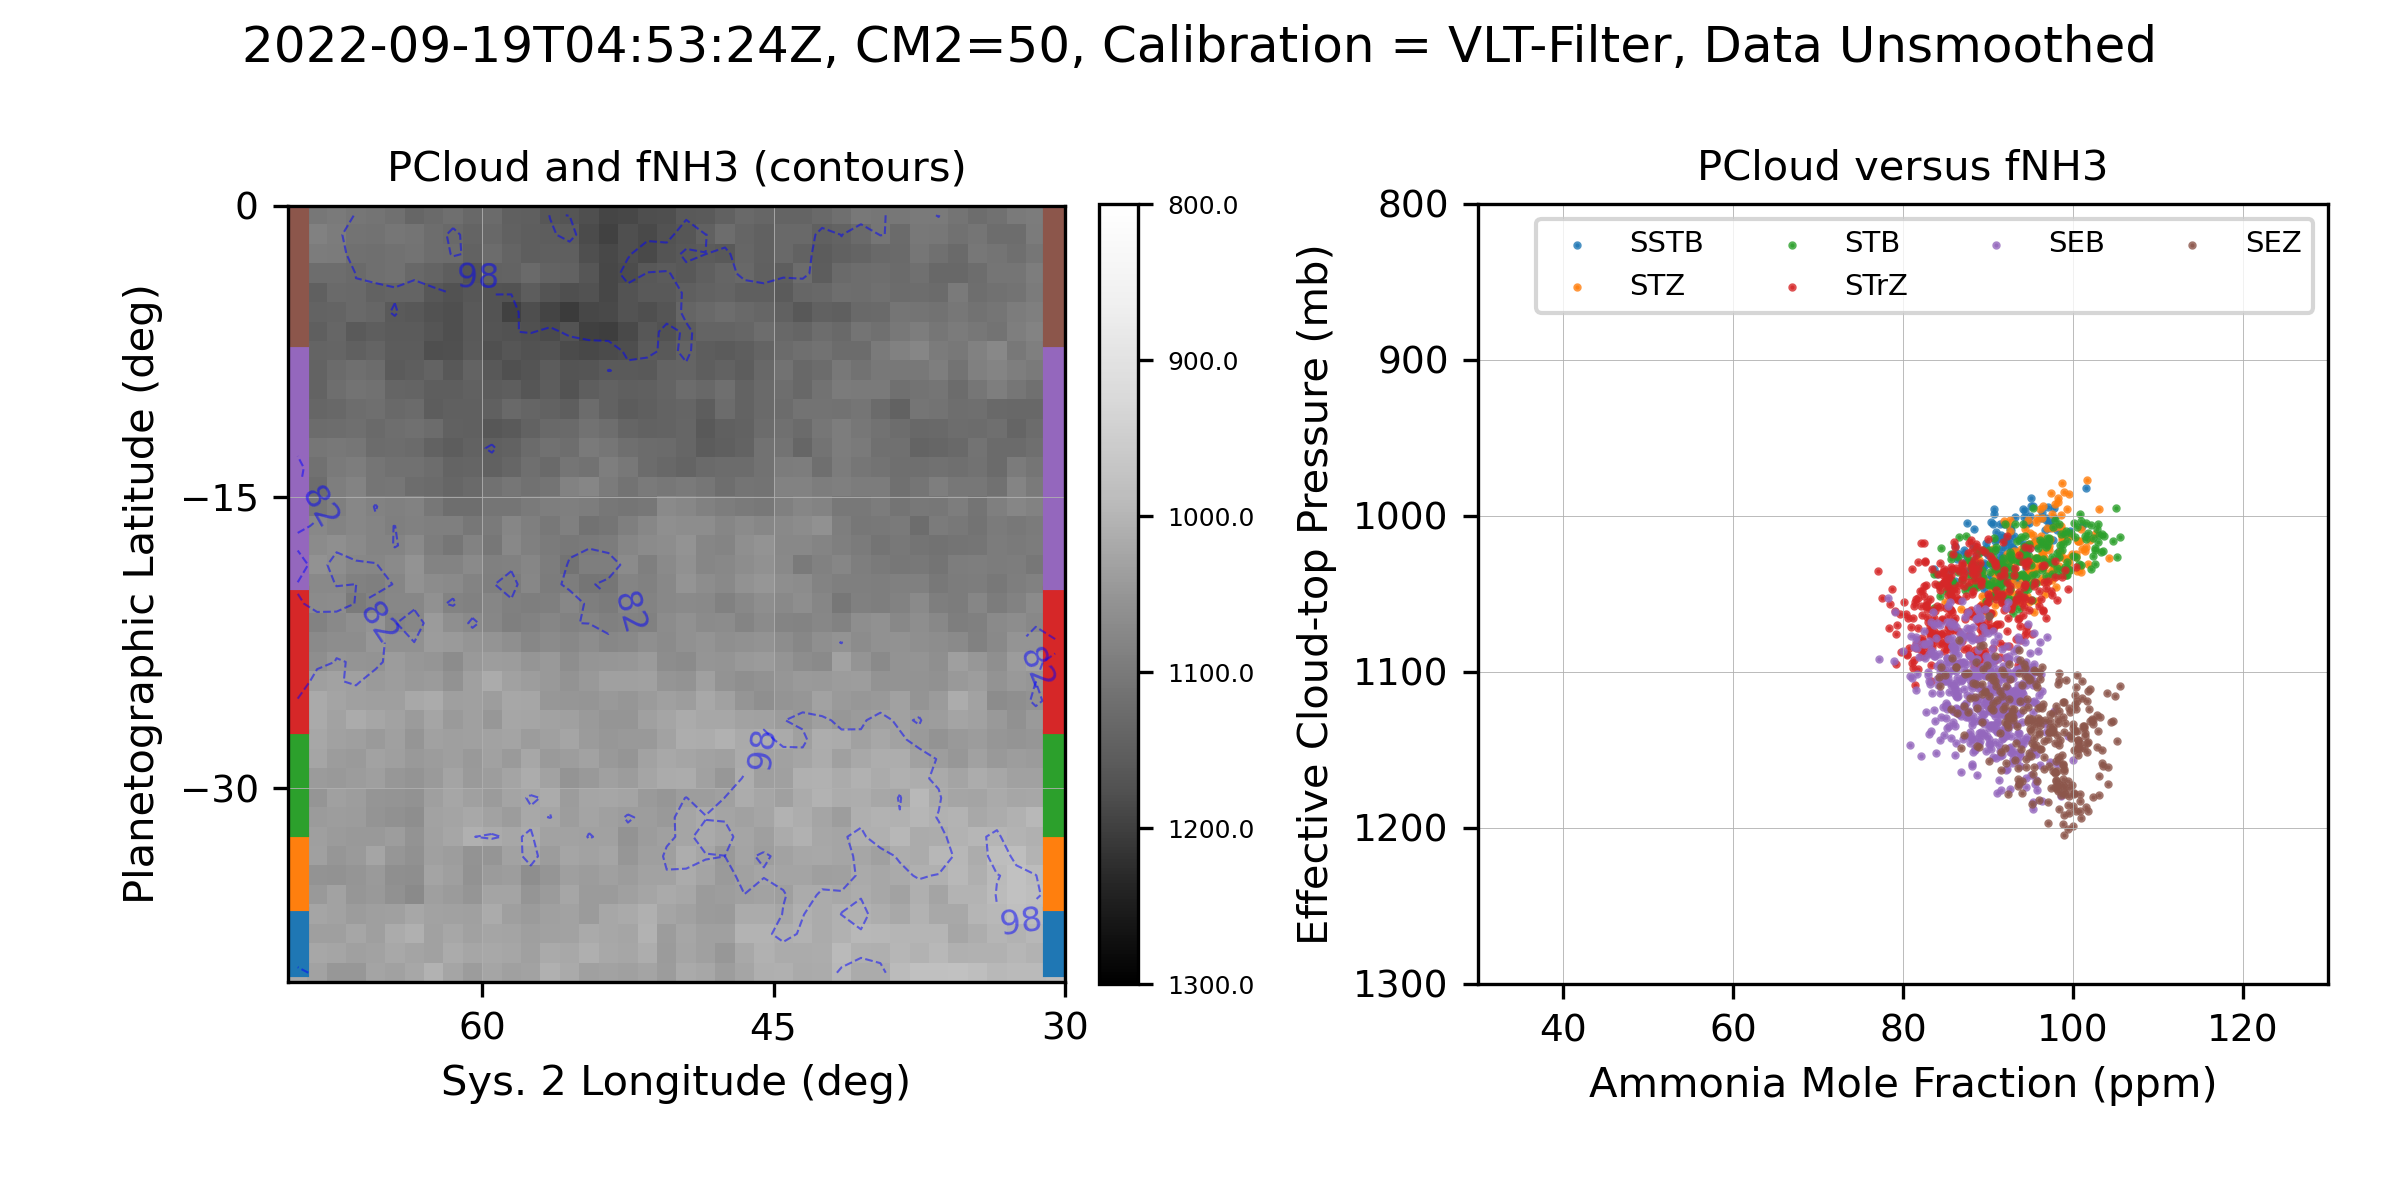 2022-09-19T04:53:24Z, CM2=50, Calibration = VLT-Filter, Data Unsmoothed
PCloud and fNH3 (contours)
Planetographic Latitude (deg)
0
−15
−30
98
82
82
82
82
98
98
60
45
30
Sys. 2 Longitude (deg)
800.0
900.0
1000.0
1100.0
1200.0
1300.0
PCloud versus fNH3
Effective Cloud-top Pressure (mb)
800
900
1000
1100
1200
1300
SSTB
STZ
STB
STrZ
SEB
SEZ
40
60
80
100
120
Ammonia Mole Fraction (ppm)